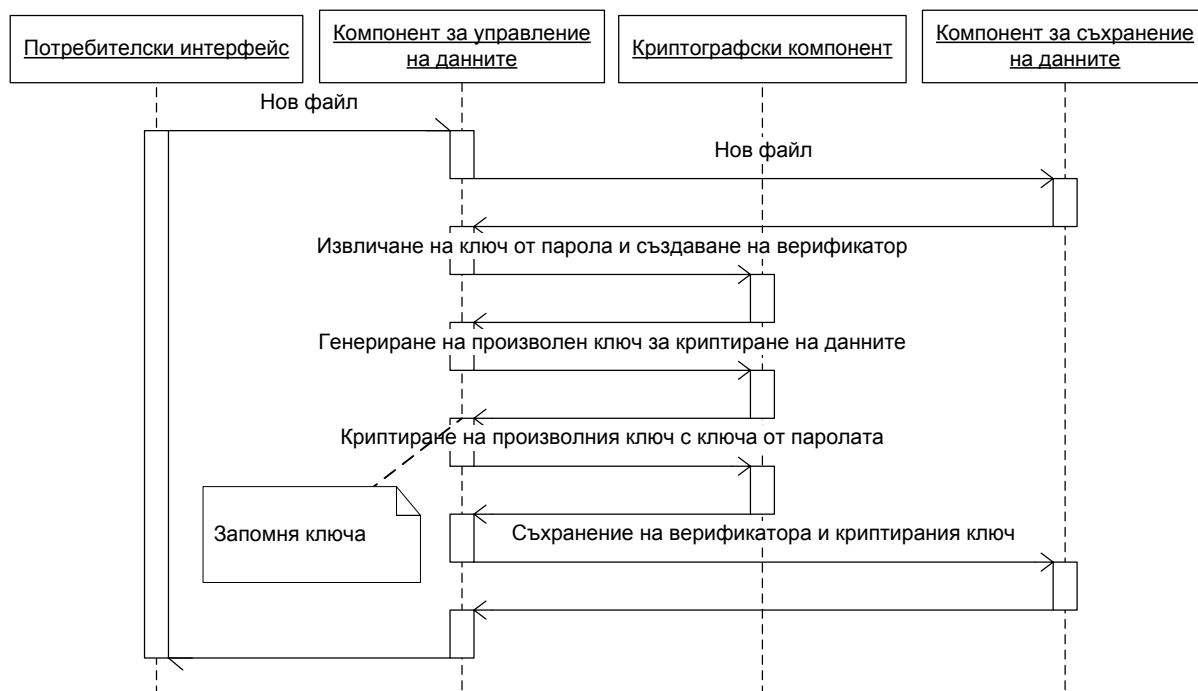 Потребителски интерфейс
Компонент за управление
на данните
Криптографски компонент
Компонент за съхранение
на данните
Нов файл
Нов файл
Извличане на ключ от парола и създаване на верификатор
Генериране на произволен ключ за криптиране на данните
Криптиране на произволния ключ с ключа от паролата
Запомня ключа
Съхранение на верификатора и криптирания ключ